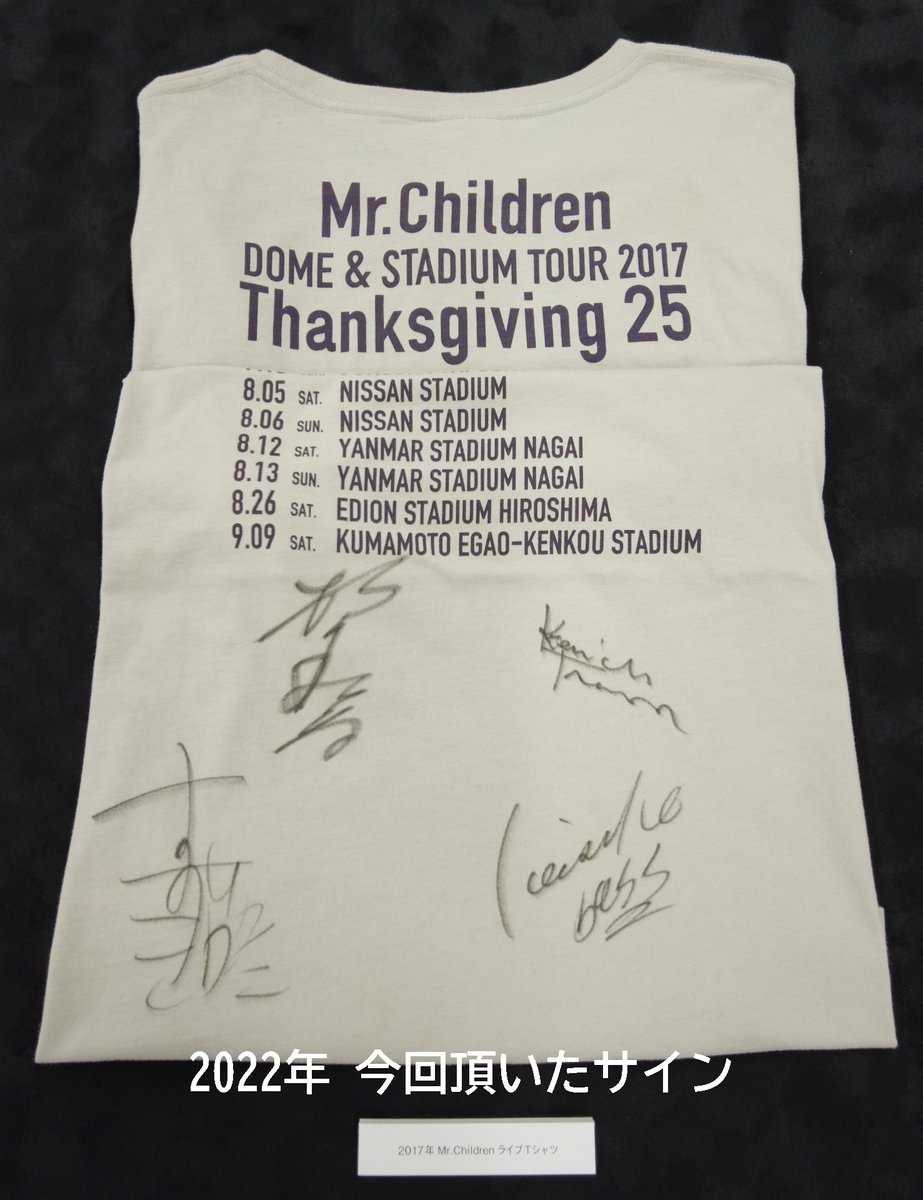 Mr.Children
DOME & STADIUM TOUR 2017
Thanksgiving 25
8.05 SAT. NISSAN STADIUM
8.06 SUN. NISSAN STADIUM
8.12 SAT. YANMAR STADIUM NAGAI
8.13 SUN. YANMAR STADIUM NAGAI
8.26 SAT. EDION STADIUM HIROSHIMA
9.09 SAT. KUMAMOTO EGAO-KENKOU STADIUM
bass
2022年 今回頂いたサイン
2017年 Mr.Children ライブTシャツ